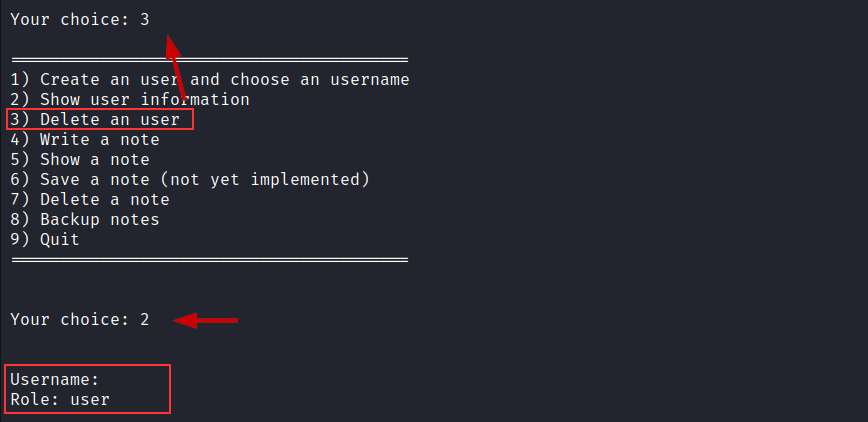 Your choice: 3
==========================================
1) Create an user and choose an username
2) Show user information
3) Delete an user
4) Write a note
5) Show a note
6) Save a note (not yet implemented)
7) Delete a note
8) Backup notes
9) Quit
==========================================
Your choice: 2
Username:
Role: user